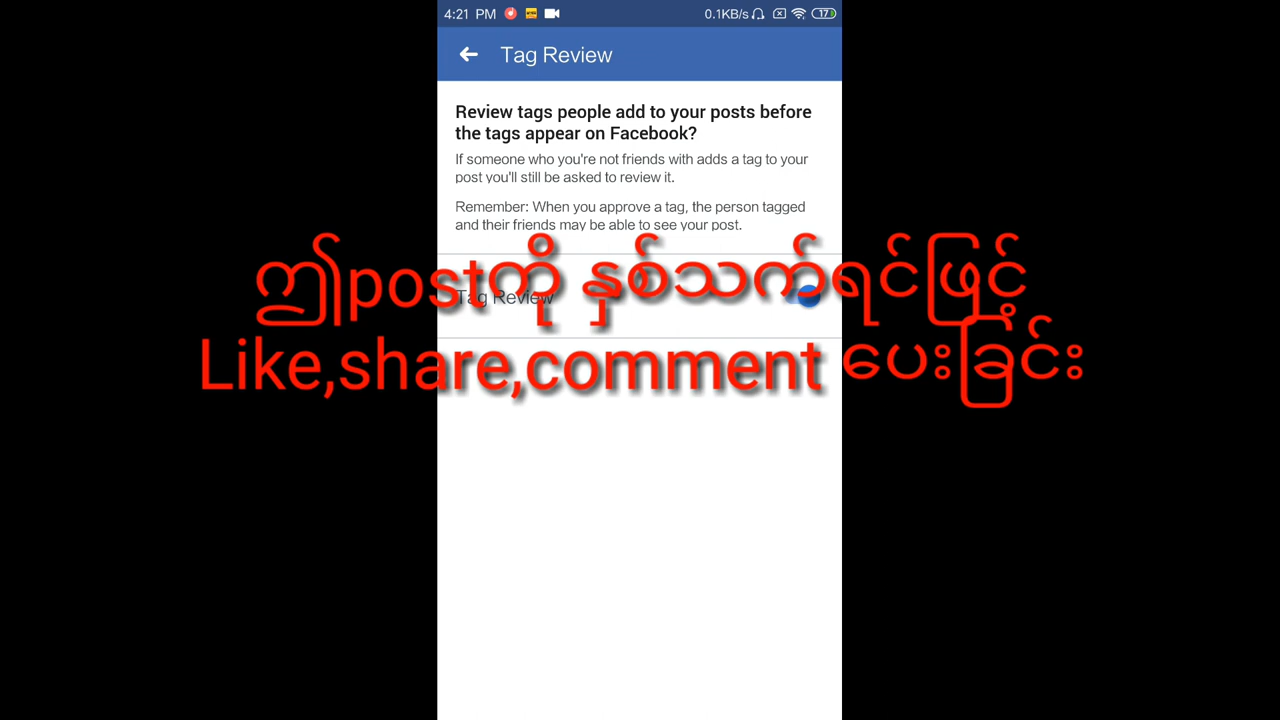 4:21 PM 0.1KB/s 17
Tag Review
Review tags people add to your posts before
the tags appear on Facebook?
If someone who you're not friends with adds a tag to your
post you'll still be asked to review it.
Remember: When you approve a tag, the person tagged
and their friends may be able to see your post.
Tag Review
ဤpostကို နှစ်သက်ရင်ဖြင့်
Like,share,comment ပေးခြင်း